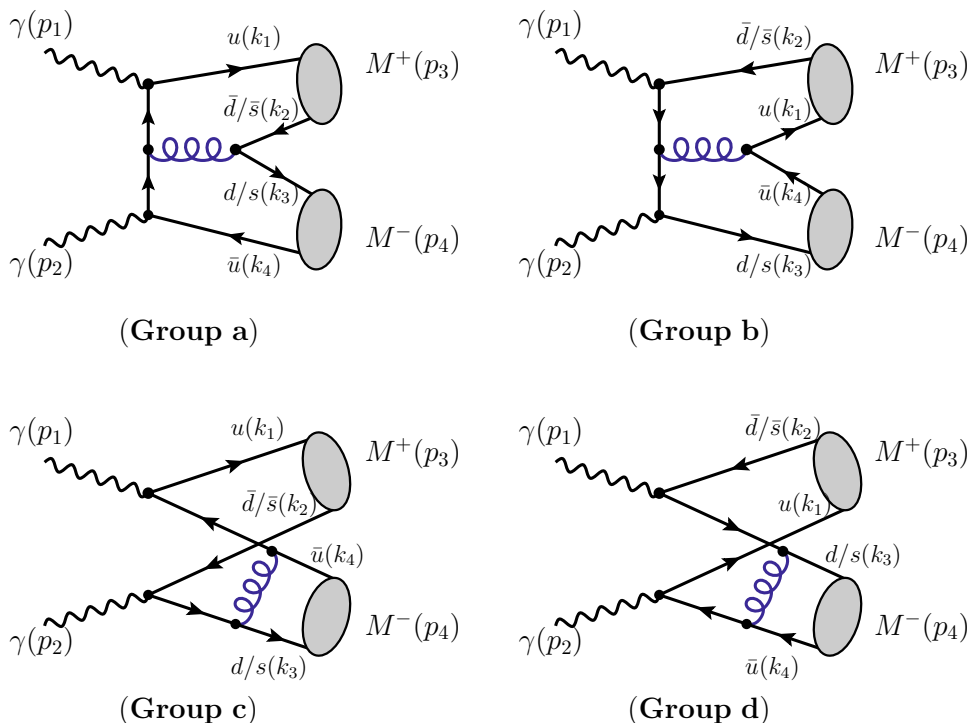 γ(p₁)
u(k₁)
M⁺(p₃)
d̄/s̄(k₂)
d/s(k₃)
M⁻(p₄)
γ(p₂)
ū(k₄)
(Group a)
γ(p₁)
d̄/s̄(k₂)
M⁺(p₃)
u(k₁)
ū(k₄)
M⁻(p₄)
γ(p₂)
d/s(k₃)
(Group b)
γ(p₁)
u(k₁)
M⁺(p₃)
d̄/s̄(k₂)
ū(k₄)
M⁻(p₄)
γ(p₂)
d/s(k₃)
(Group c)
γ(p₁)
d̄/s̄(k₂)
M⁺(p₃)
u(k₁)
d/s(k₃)
M⁻(p₄)
γ(p₂)
ū(k₄)
(Group d)